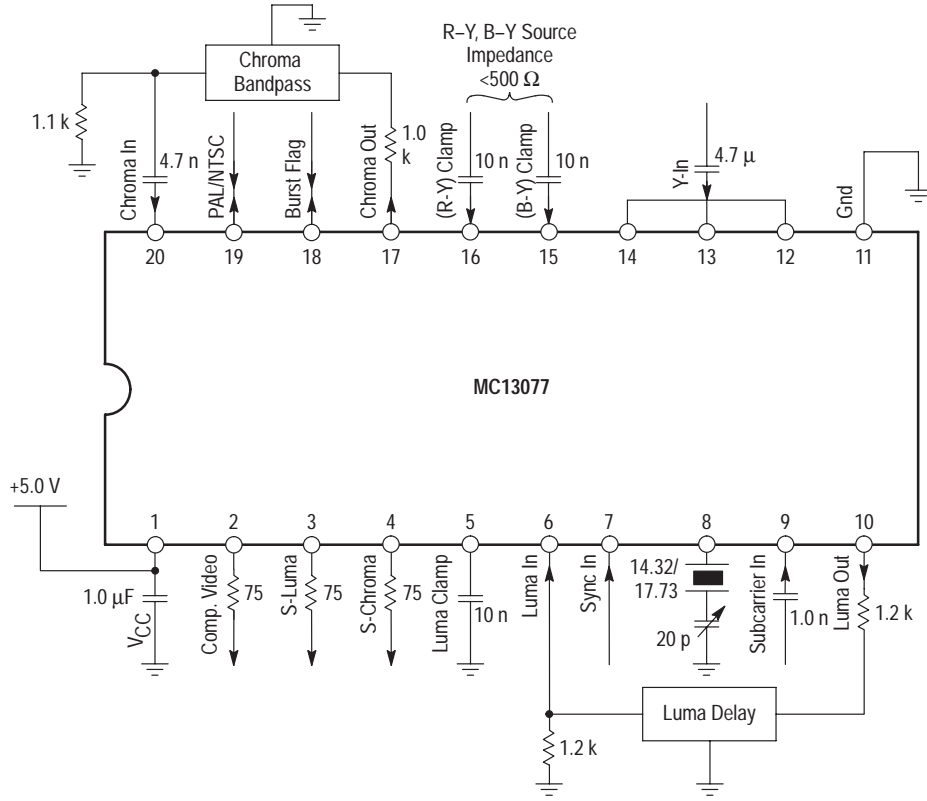 R–Y, B–Y Source
Impedance
<500 Ω
Chroma
Bandpass
1.1 k
Chroma In
4.7 n
PAL/NTSC
Burst Flag
Chroma Out
1.0
k
(R-Y) Clamp
10 n
(B-Y) Clamp
10 n
Y-In
4.7 µ
Gnd
20
19
18
17
16
15
14
13
12
11
MC13077
+5.0 V
1
2
3
4
5
6
7
8
9
10
1.0 µF
VCC
Comp. Video
75
S-Luma
75
S-Chroma
75
Luma Clamp
10 n
Luma In
Sync In
14.32/
17.73
20 p
Subcarrier In
1.0 n
Luma Out
1.2 k
Luma Delay
1.2 k